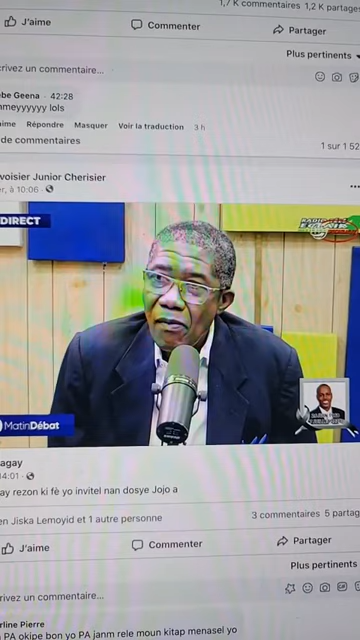 1,7 K commentaires 1,2 K partages
J'aime Commenter Partager
Plus pertinents
crivez un commentaire...
be Geena · 42:28
meyyyyyy lols
aime Répondre Masquer Voir la traduction 3 h
de commentaires 1 sur 1 52
voisier Junior Cherisier
r, à 10:06 ·
DIRECT
MatinDébat
agay
14:01 ·
ay rezon ki fè yo invitel nan dosye Jojo a
en Jiska Lemoyid et 1 autre personne
3 commentaires 5 partag
J'aime Commenter Partager
Plus pertinents
crivez un commentaire...
rline Pierre
PA okipe bon yo PA janm rele moun kitap menasel yo